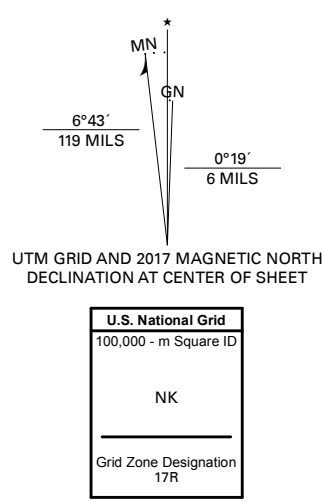 ★
MN
GN
6°43´
119 MILS
0°19´
6 MILS
UTM GRID AND 2017 MAGNETIC NORTH
DECLINATION AT CENTER OF SHEET
U.S. National Grid
100,000 - m Square ID
NK
Grid Zone Designation
17R